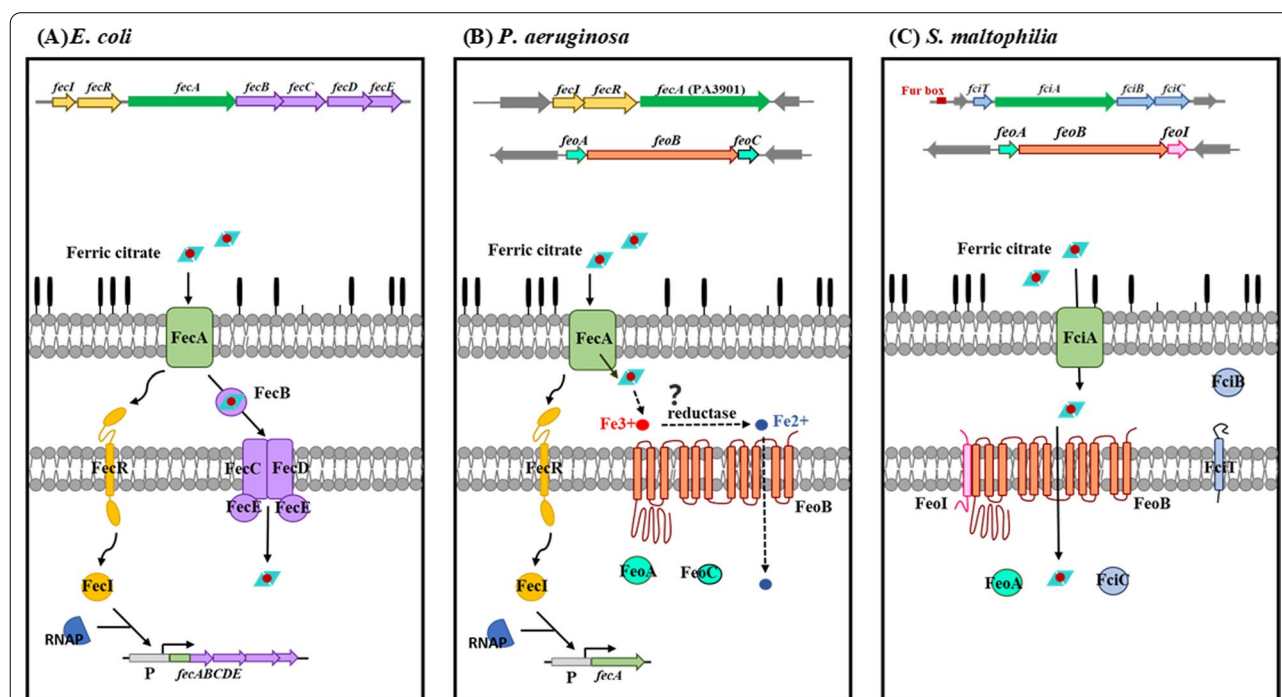 (A) E. coli
fecI fecR fecA fecB fecC fecD fecE
Ferric citrate
FecA
FecB
FecR
FecC FecD
FecE FecE
FecI
RNAP
P fecABCDE
(B) P. aeruginosa
fecI fecR fecA (PA3901)
feoA feoB feoC
Ferric citrate
FecA
?
Fe3+ reductase Fe2+
FecR
FeoB
FeoA FeoC
FecI
RNAP
P fecA
(C) S. maltophilia
Fur box fciT fciA fciB fciC
feoA feoB feoI
Ferric citrate
FciA
FciB
FciT
FeoI FeoB
FeoA FciC